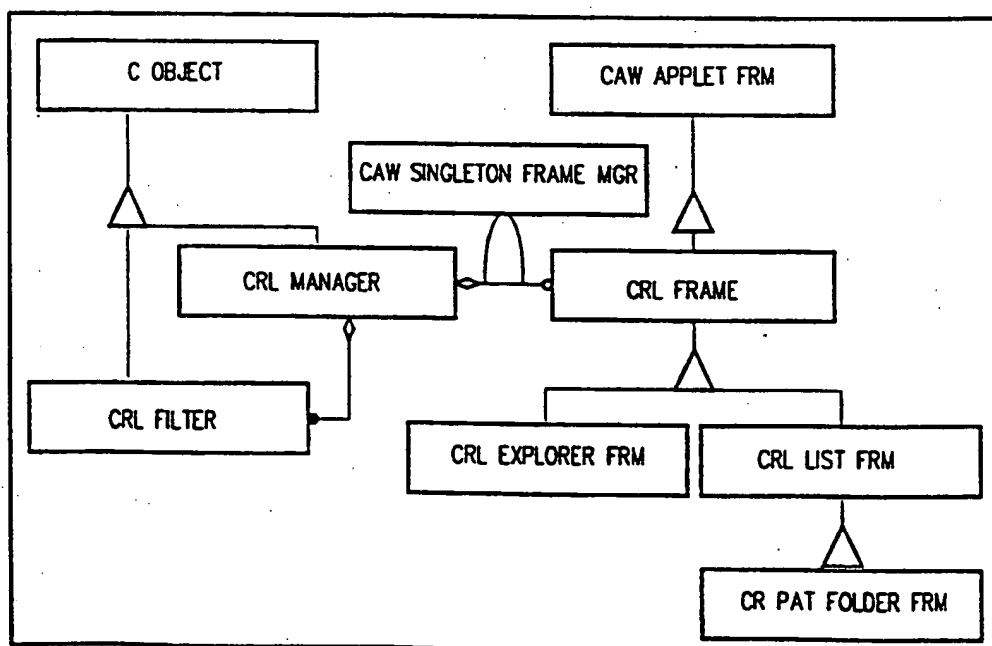 C OBJECT
CAW APPLET FRM
CAW SINGLETON FRAME MGR
CRL MANAGER
CRL FRAME
CRL FILTER
CRL EXPLORER FRM
CRL LIST FRM
CR PAT FOLDER FRM